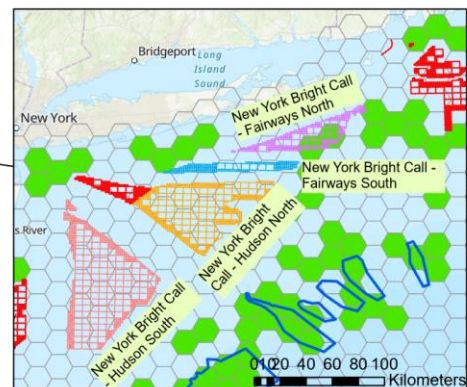 Bridgeport
Long
Island
Sound
New York
New York Bright Call
- Fairways North
New York Bright Call -
Fairways South
s River
New York Bright
Call - Hudson North
New York Bright Call
- Hudson South
0 10 20 40 60 80 100
Kilometers